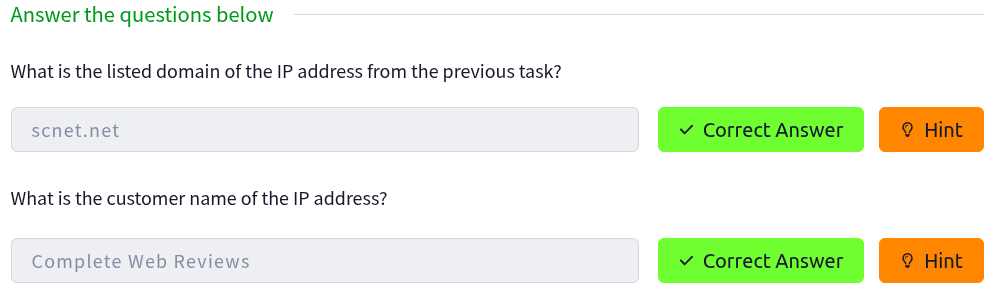 Answer the questions below
What is the listed domain of the IP address from the previous task?
scnet.net
Correct Answer
Hint
What is the customer name of the IP address?
Complete Web Reviews
Correct Answer
Hint